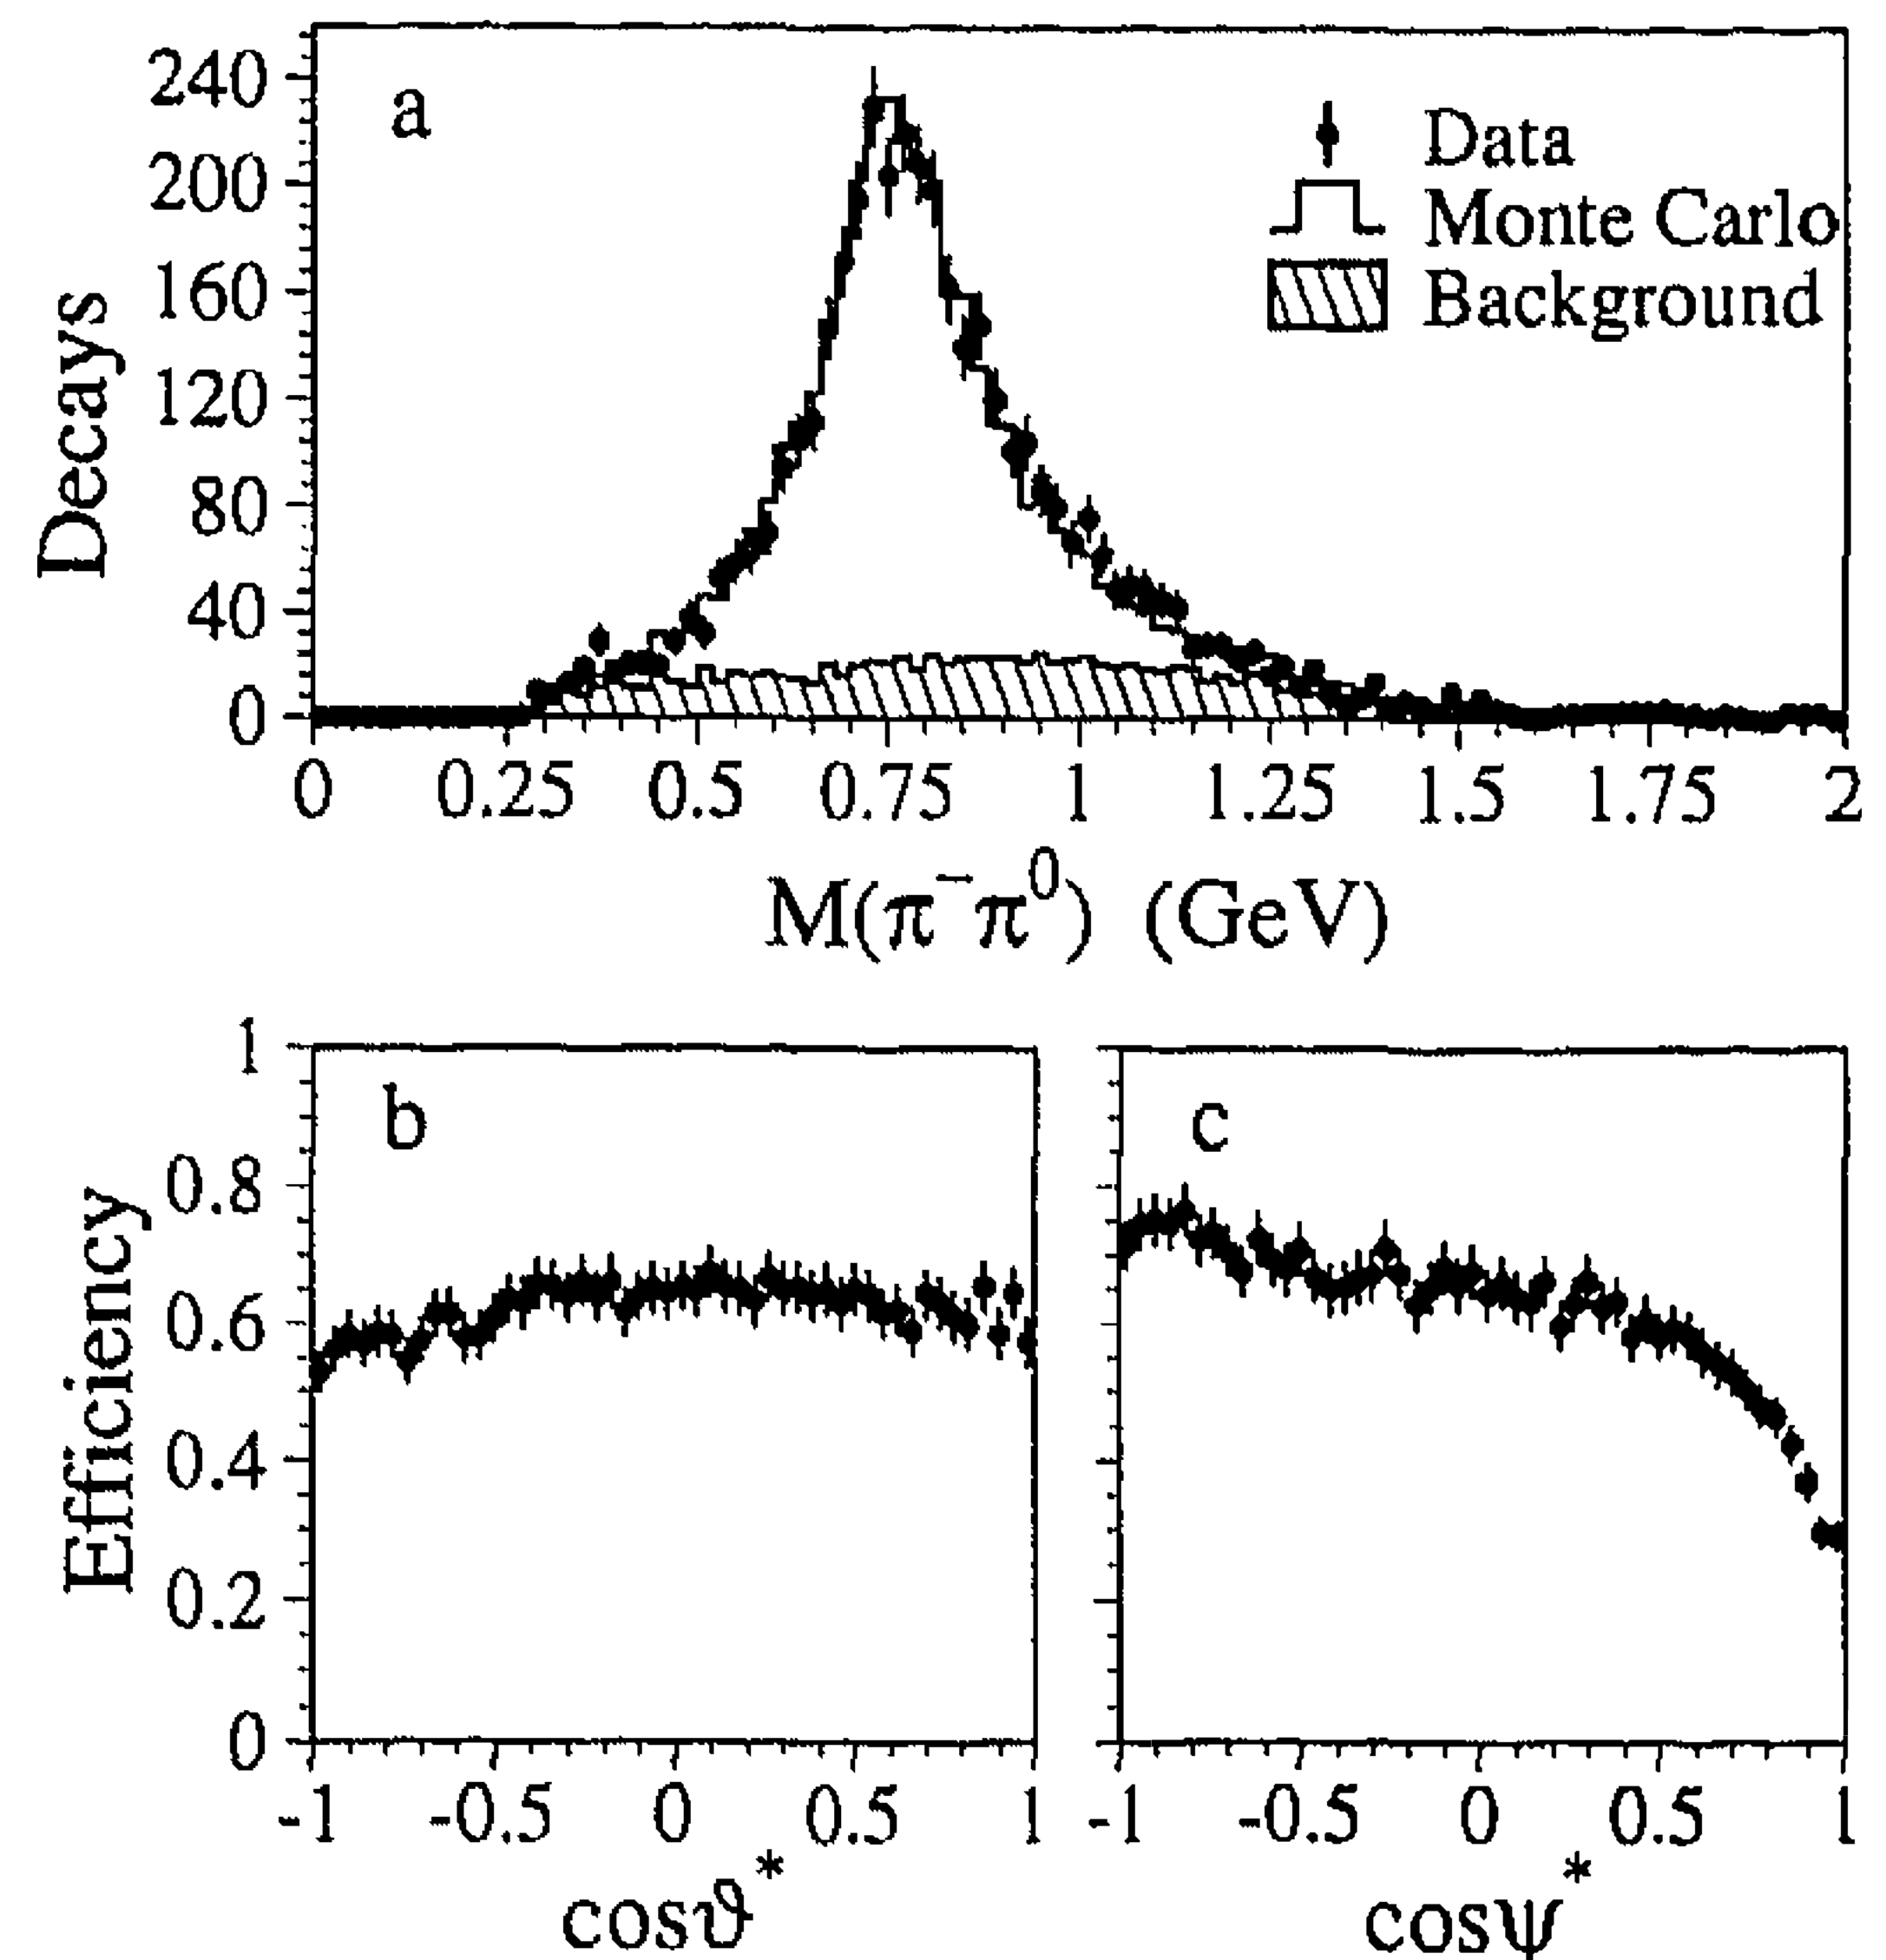 a
Data
Monte Carlo
Background
Decays
240
200
160
120
80
40
0
0 0.25 0.5 0.75 1 1.25 1.5 1.75 2
M(π⁻π⁰) (GeV)
b
c
Efficiency
1
0.8
0.6
0.4
0.2
0
-1 -0.5 0 0.5 1
-1 -0.5 0 0.5 1
cosϑ*
cosψ*